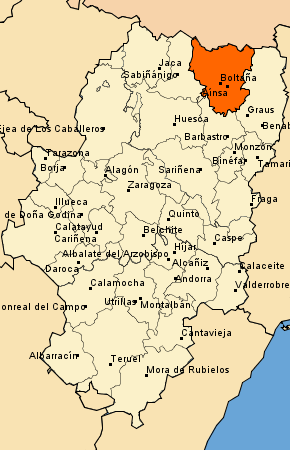 Jaca
Sabiñánigo
Boltaña
Aínsa
Graus
Huesca
Ejea de Los Caballeros
Barbastro
Monzón
Tarazona
Binéfar
Borja
Alagón
Sariñena
Zaragoza
Fraga
Illueca
de Doña Godina
Quinto
Calatayud
Cariñena
Belchite
Caspe
Albalate del Arzobispo
Híjar
Daroca
Alcañiz
Calaceite
Calamocha
Andorra
Valderrobre
onreal del Campo
Utrillas
Montalbán
Cantavieja
Albarracín
Teruel
Mora de Rubielos